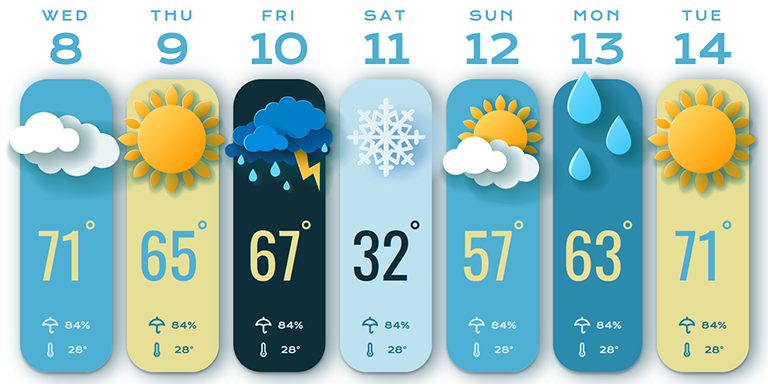 WED THU FRI SAT SUN MON TUE
8 9 10 11 12 13 14
71° 65° 67° 32° 57° 63° 71°
84% 84% 84% 84% 84% 84% 84%
28° 28° 28° 28° 28° 28° 28°